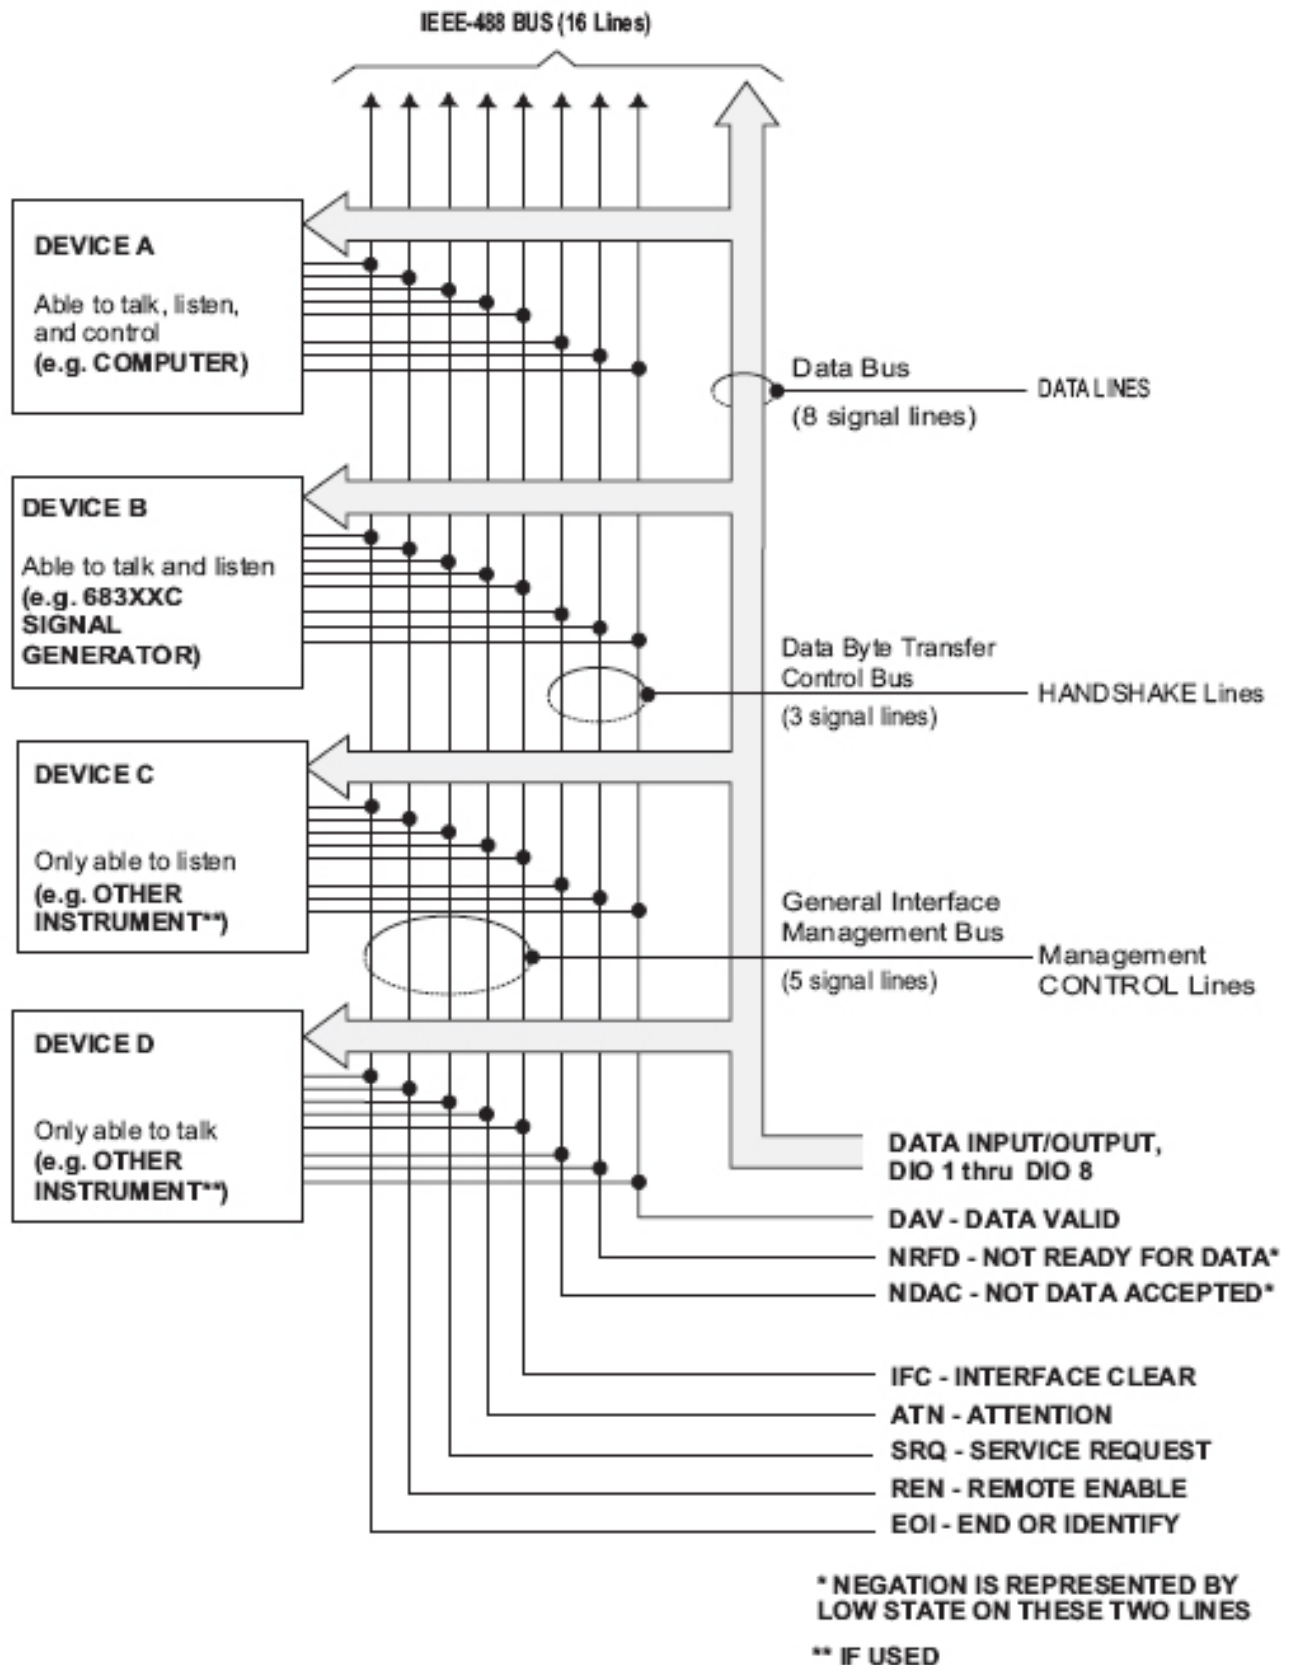 IEEE-488 BUS (16 Lines)
DEVICE A
Able to talk, listen,
and control
(e.g. COMPUTER)
Data Bus
(8 signal lines)
DATA LINES
DEVICE B
Able to talk and listen
(e.g. 683XXC
SIGNAL
GENERATOR)
Data Byte Transfer
Control Bus
(3 signal lines)
HANDSHAKE Lines
DEVICE C
Only able to listen
(e.g. OTHER
INSTRUMENT**)
General Interface
Management Bus
(5 signal lines)
Management
CONTROL Lines
DEVICE D
Only able to talk
(e.g. OTHER
INSTRUMENT**)
DATA INPUT/OUTPUT,
DIO 1 thru DIO 8
DAV - DATA VALID
NRFD - NOT READY FOR DATA*
NDAC - NOT DATA ACCEPTED*
IFC - INTERFACE CLEAR
ATN - ATTENTION
SRQ - SERVICE REQUEST
REN - REMOTE ENABLE
EOI - END OR IDENTIFY
* NEGATION IS REPRESENTED BY
LOW STATE ON THESE TWO LINES
** IF USED